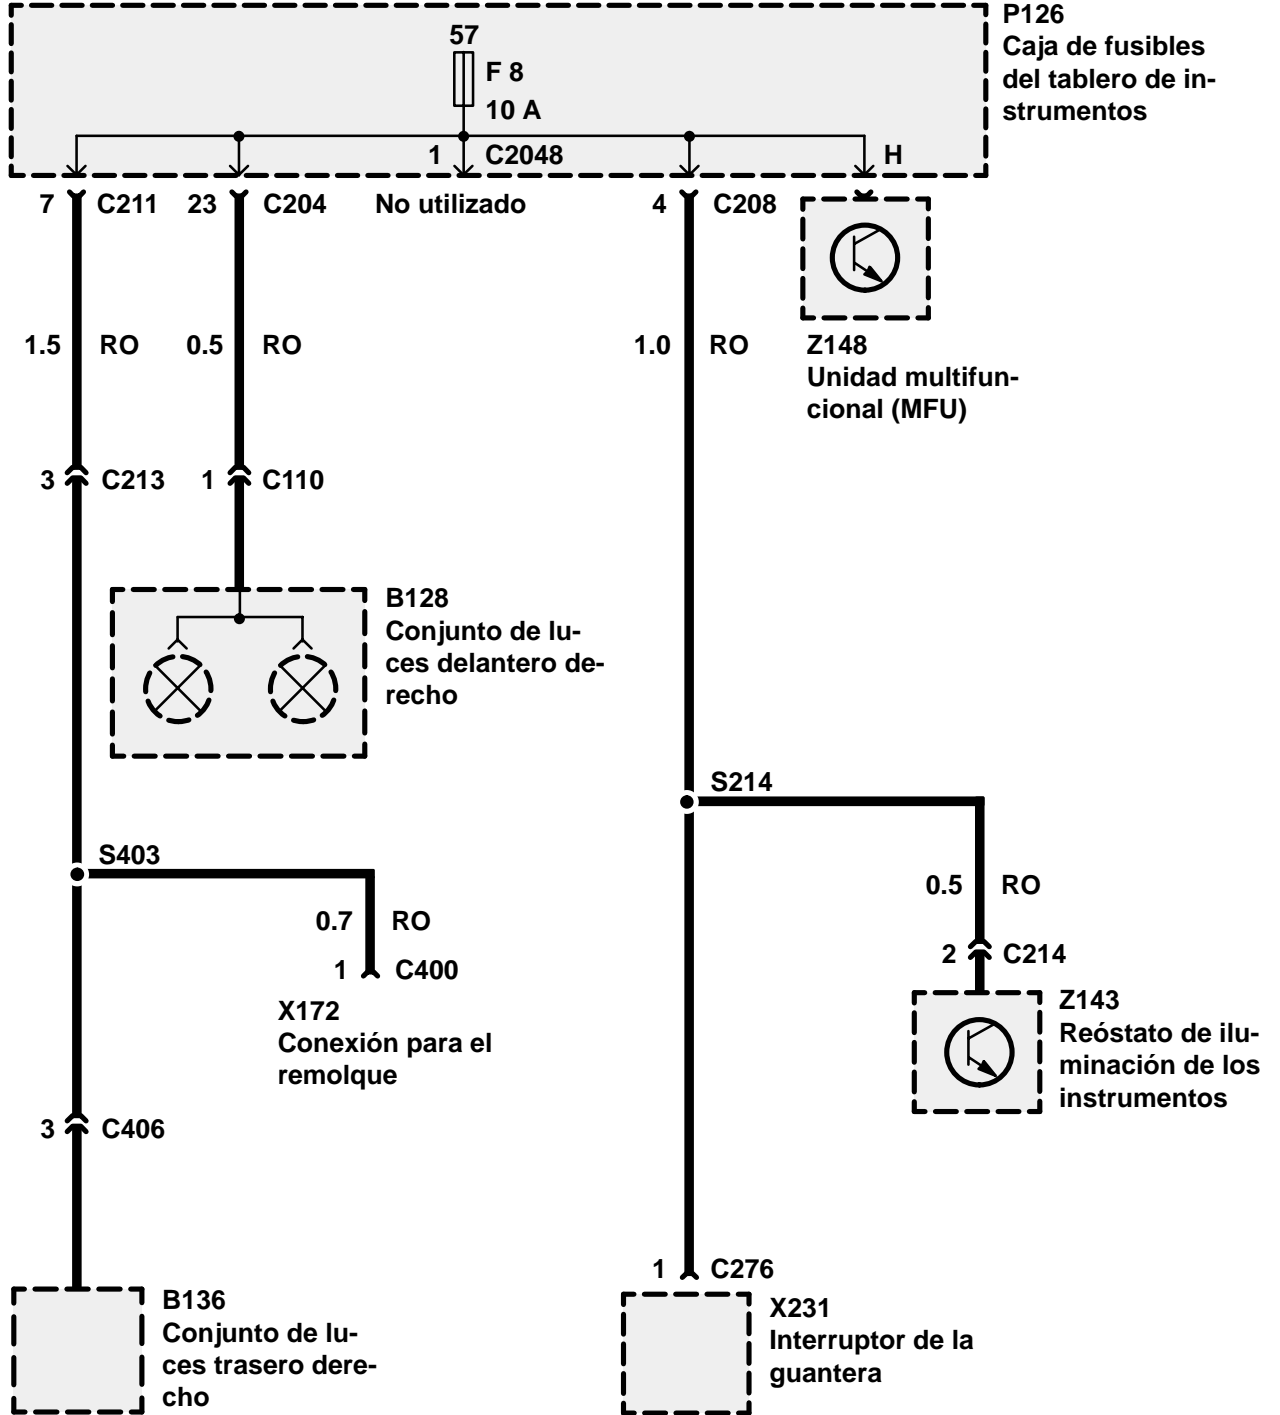 P126
Caja de fusibles
del tablero de in-
strumentos
57
F 8
10 A
1 C2048
H
7 C211 23 C204 No utilizado 4 C208
1.5 RO 0.5 RO 1.0 RO
Z148
Unidad multifun-
cional (MFU)
3 C213 1 C110
B128
Conjunto de lu-
ces delantero de-
recho
S214
S403
0.5 RO
0.7 RO
2 C214
1 C400
X172
Conexión para el
remolque
Z143
Reóstato de ilu-
minación de los
instrumentos
3 C406
1 C276
B136
Conjunto de lu-
ces trasero dere-
cho
X231
Interruptor de la
guantera